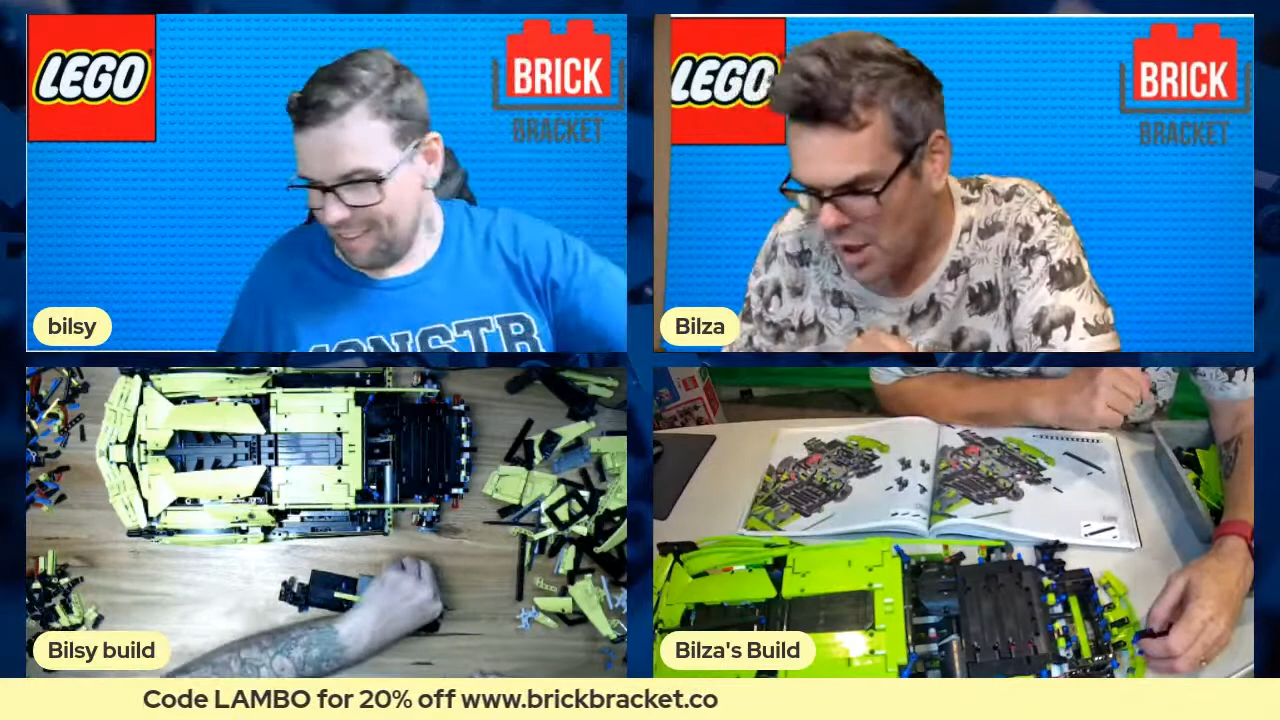 LEGO
BRICK
BRACKET
LEGO
BRICK
BRACKET
bilsy
MONSTR
Bilza
Bilsy build
Bilza's Build
Code LAMBO for 20% off www.brickbracket.co